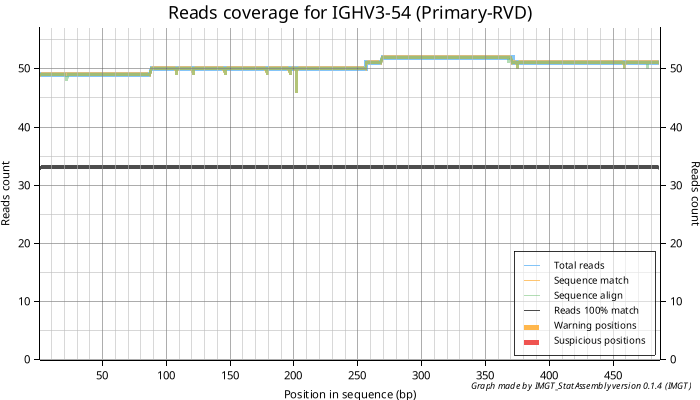 Reads coverage for IGHV3-54 (Primary-RVD)
50
40
30
20
10
0
Reads count
50
40
30
20
10
0
Reads count
50
100
150
200
250
300
350
400
450
Position in sequence (bp)
Total reads
Sequence match
Sequence align
Reads 100% match
Warning positions
Suspicious positions
Graph made by IMGT_StatAssembly version 0.1.4 (IMGT)